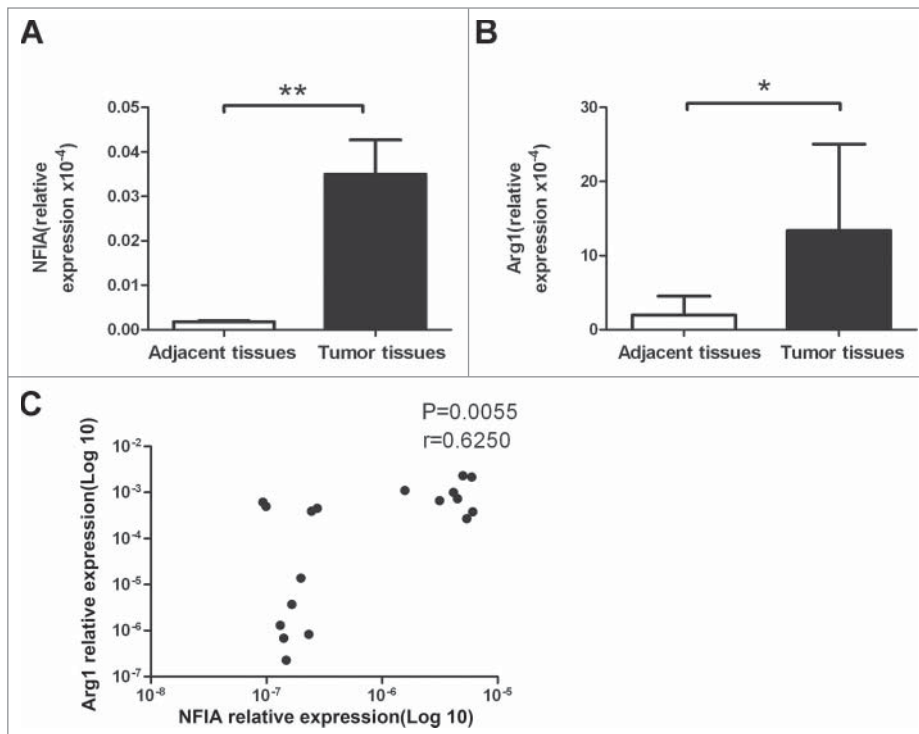 A
NFIA(relative
expression x10-4)
0.05
0.04
0.03
0.02
0.01
0.00
**
Adjacent tissues
Tumor tissues
B
Arg1(relative
expression x10-4)
30
20
10
0
*
Adjacent tissues
Tumor tissues
C
P=0.0055
r=0.6250
Arg1 relative expression(Log 10)
10-2
10-3
10-4
10-5
10-6
10-7
10-8
10-7
10-6
10-5
NFIA relative expression(Log 10)